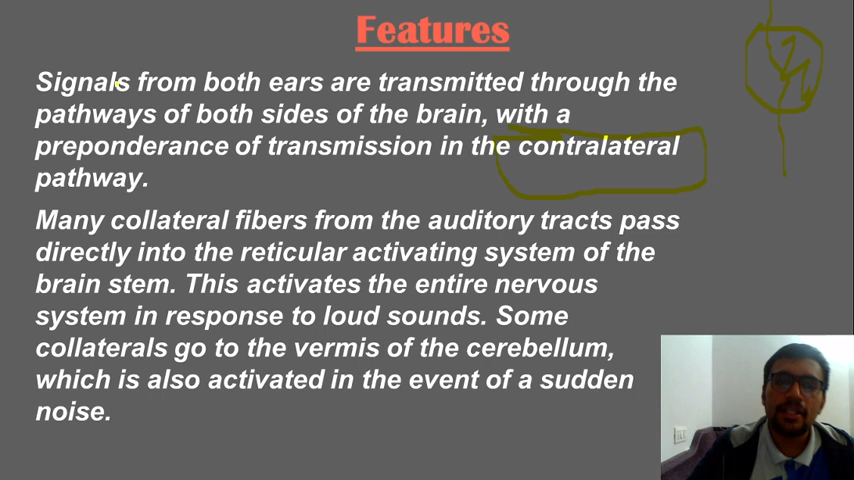 Features
Signals from both ears are transmitted through the
pathways of both sides of the brain, with a
preponderance of transmission in the contralateral
pathway.
Many collateral fibers from the auditory tracts pass
directly into the reticular activating system of the
brain stem. This activates the entire nervous
system in response to loud sounds. Some
collaterals go to the vermis of the cerebellum,
which is also activated in the event of a sudden
noise.